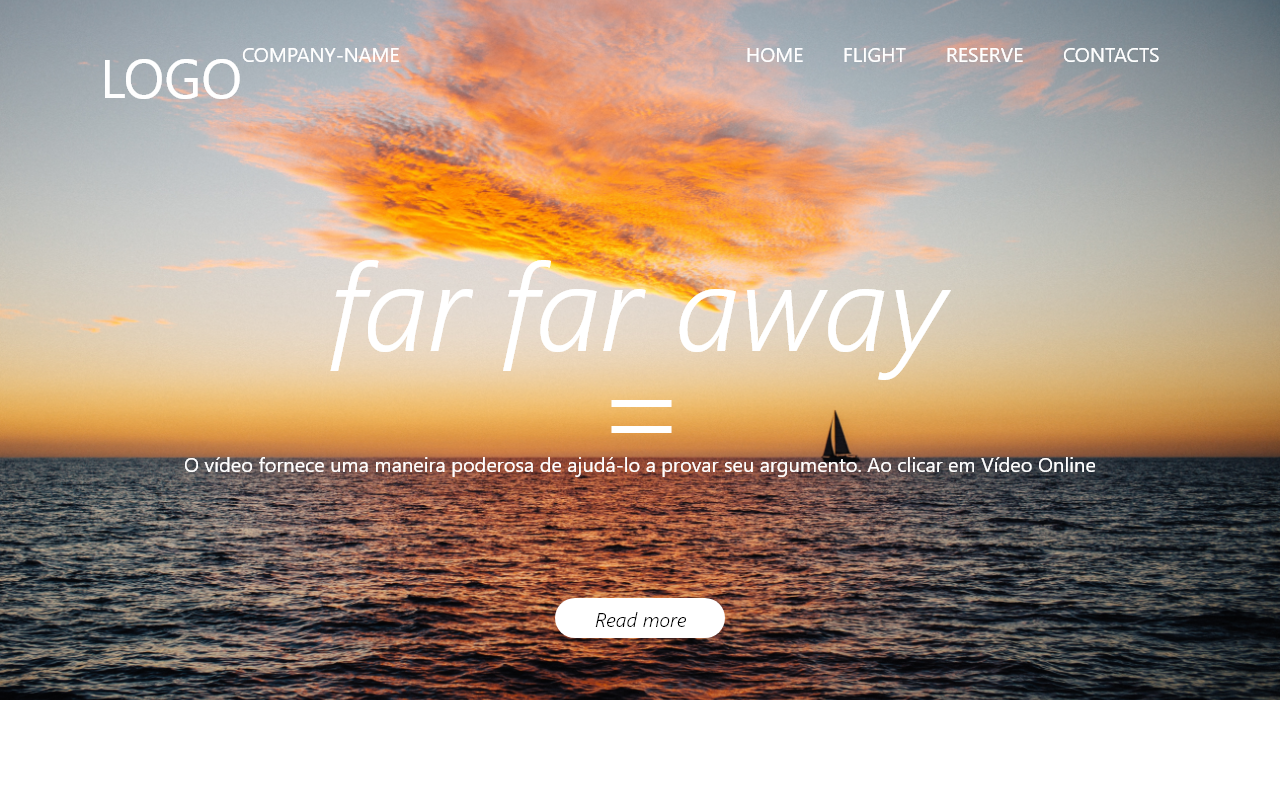 LOGO COMPANY-NAME HOME FLIGHT RESERVE CONTACTS
far far away
=
O vídeo fornece uma maneira poderosa de ajudá-lo a provar seu argumento. Ao clicar em Vídeo Online
Read more